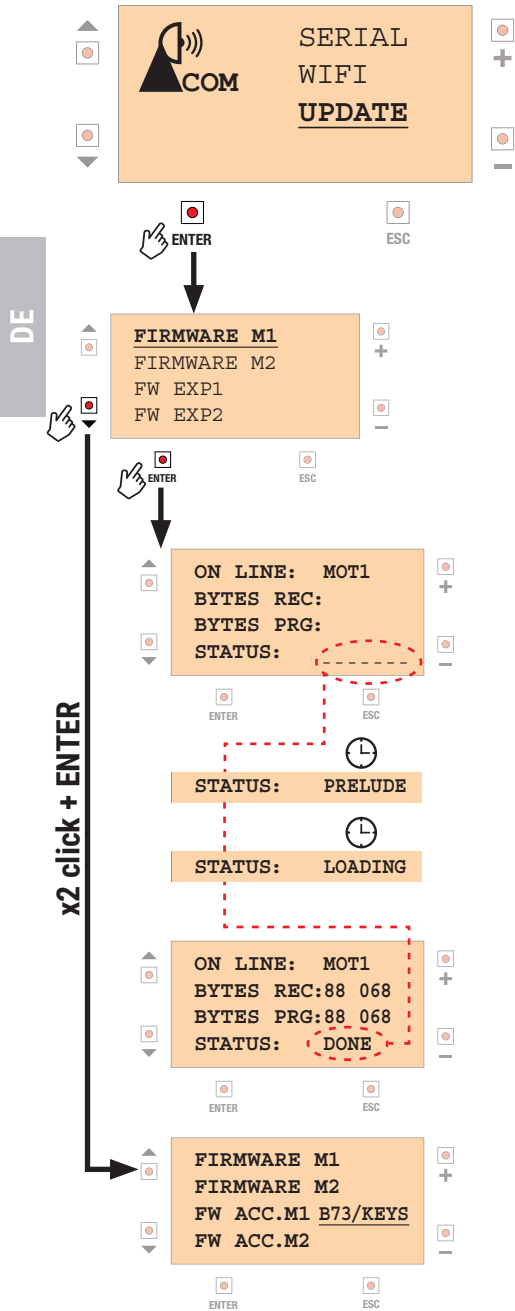 COM
SERIAL
WIFI
UPDATE
+
−
ENTER
ESC
DE
FIRMWARE M1
FIRMWARE M2
FW EXP1
FW EXP2
+
−
ENTER
ESC
x2 click + ENTER
ON LINE: MOT1
BYTES REC:
BYTES PRG:
STATUS: ------
+
−
ENTER
ESC
STATUS: PRELUDE
STATUS: LOADING
ON LINE: MOT1
BYTES REC:88 068
BYTES PRG:88 068
STATUS: DONE
+
−
ENTER
ESC
FIRMWARE M1
FIRMWARE M2
FW ACC.M1 B73/KEYS
FW ACC.M2
+
−
ENTER
ESC